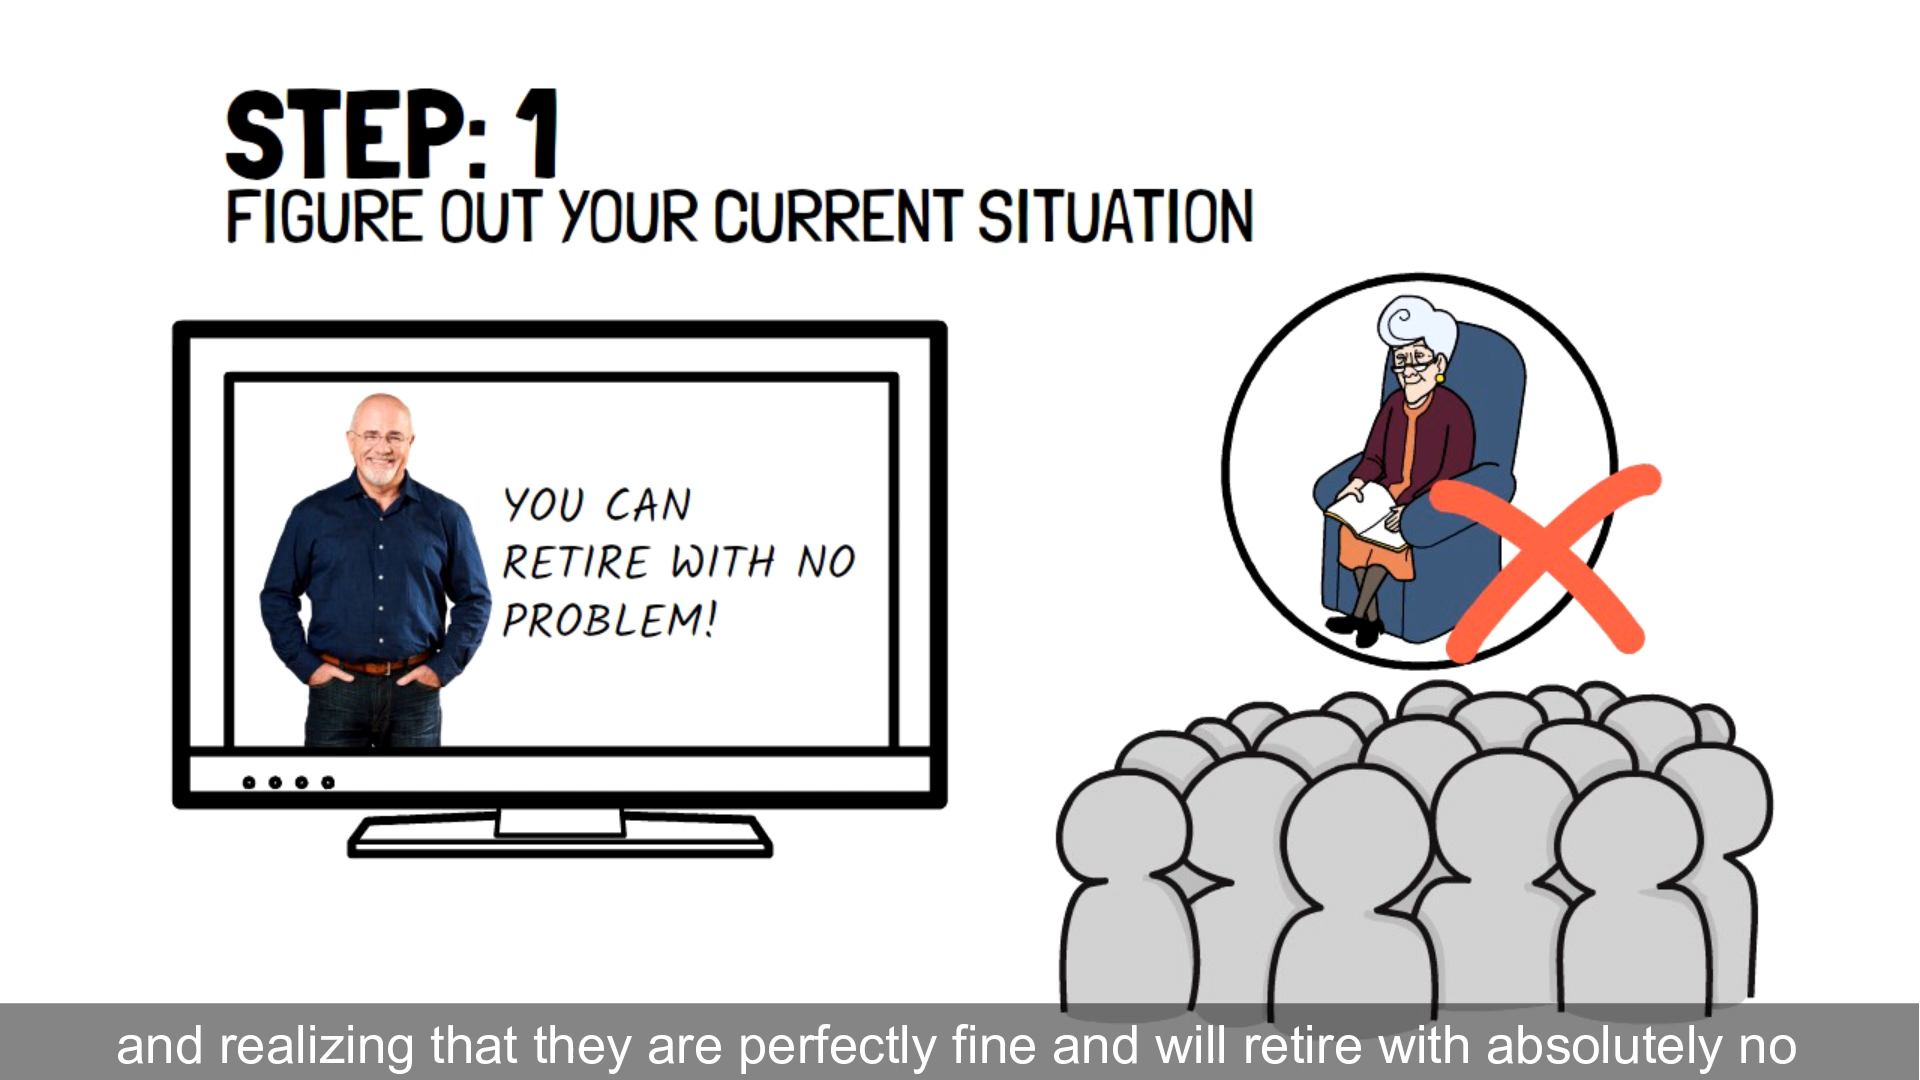 STEP: 1
FIGURE OUT YOUR CURRENT SITUATION
YOU CAN
RETIRE WITH NO
PROBLEM!
and realizing that they are perfectly fine and will retire with absolutely no